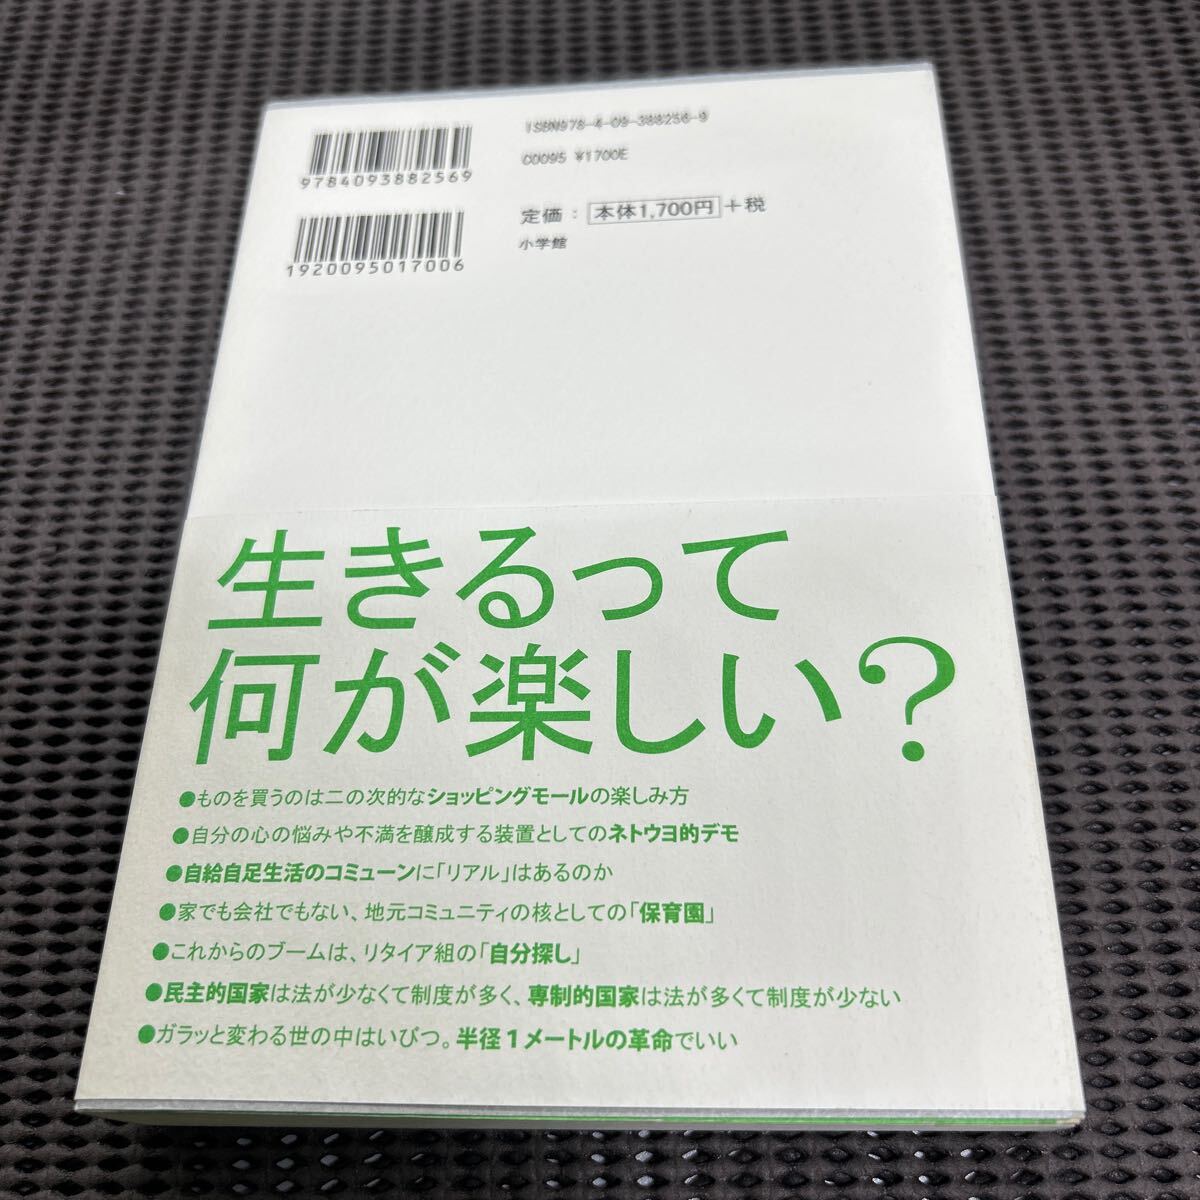 ISBN978-4-09-388256-9
C0095 ¥1700E
9784093882569
定価：本体1,700円＋税
小学館
1920095017006
生きるって
何が楽しい？
●ものを買うのは二の次的なショッピングモールの楽しみ方
●自分の心の悩みや不満を醸成する装置としてのネトウヨ的デモ
●自給自足生活のコミューンに「リアル」はあるのか
●家でも会社でもない、地元コミュニティの核としての「保育園」
●これからのブームは、リタイア組の「自分探し」
●民主的国家は法が少なくて制度が多く、専制的国家は法が多くて制度が少ない
●ガラッと変わる世の中はいびつ。半径１メートルの革命でいい